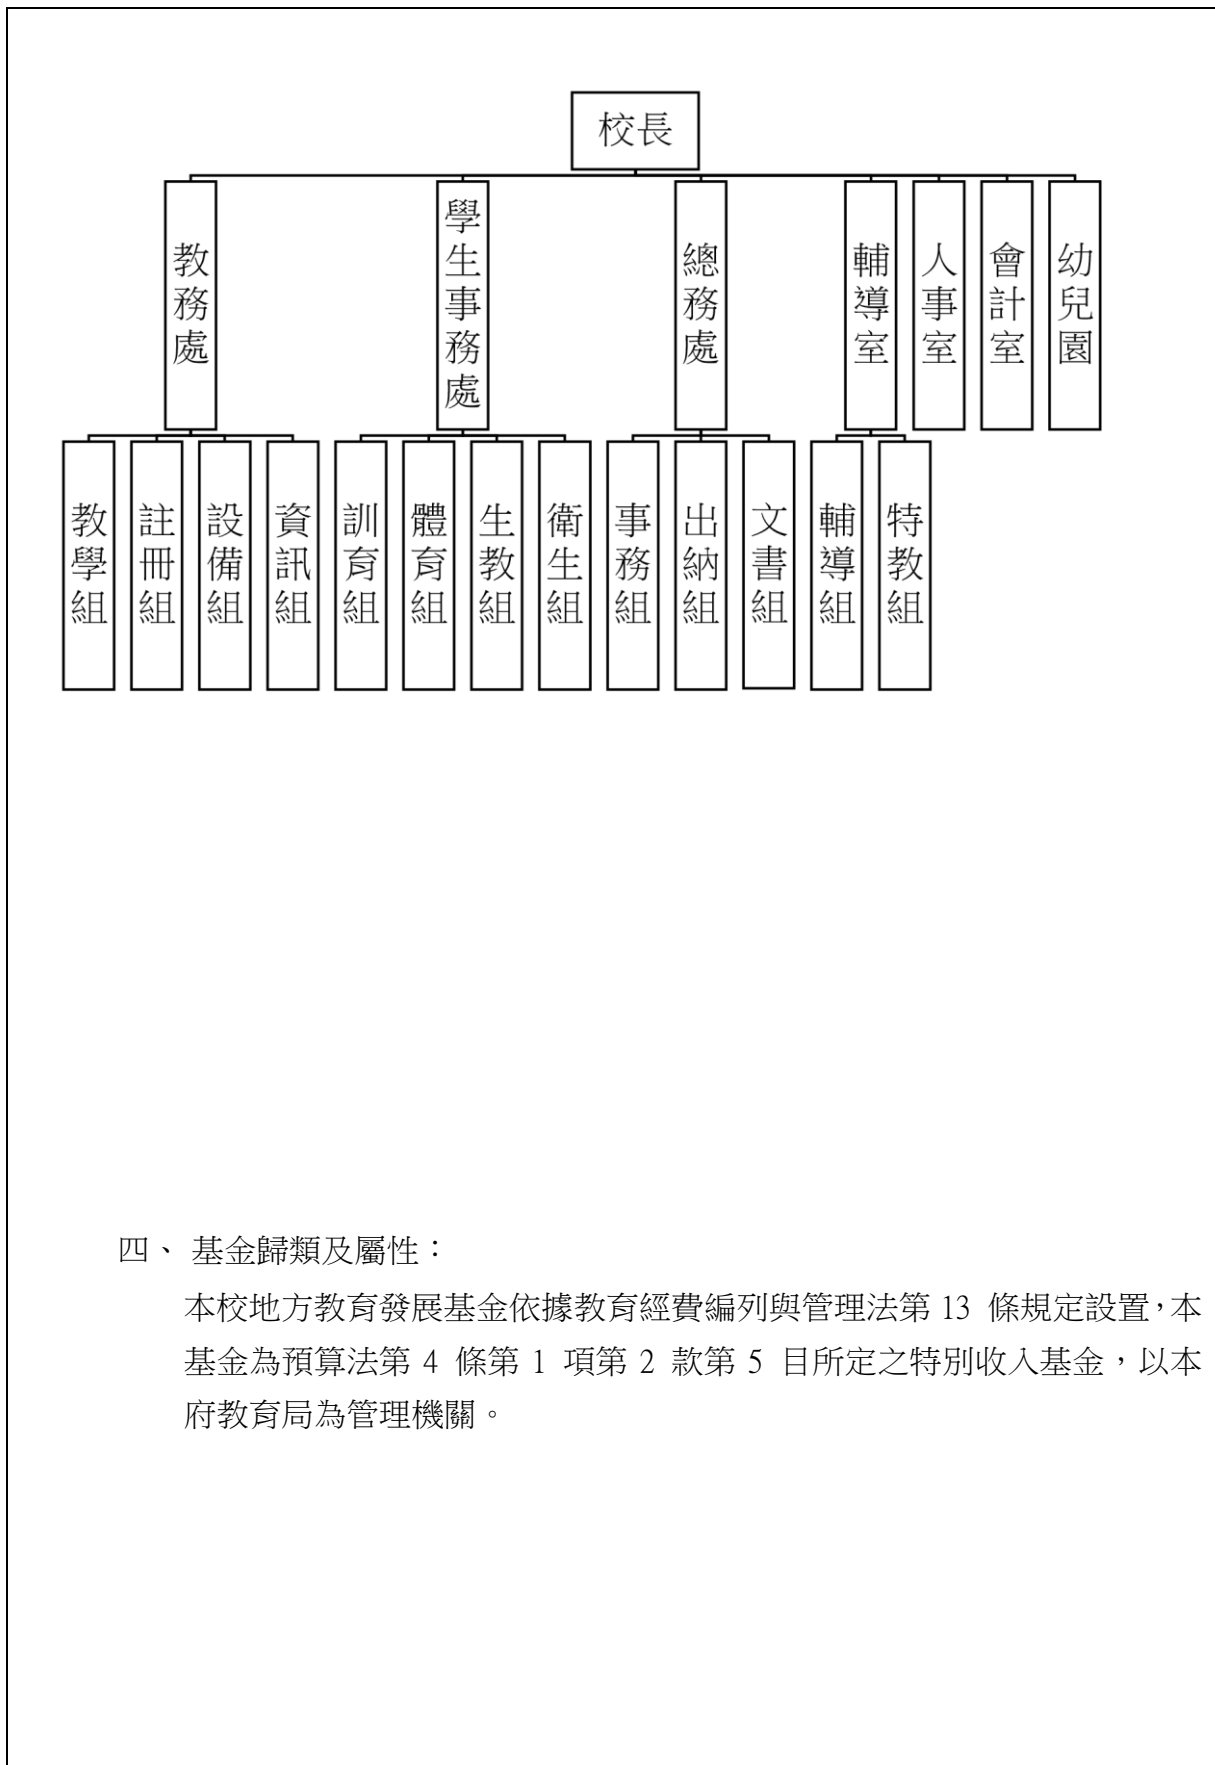 校長
教務處
學生事務處
總務處
輔導室
人事室
會計室
幼兒園
教學組
註冊組
設備組
資訊組
訓育組
體育組
生教組
衛生組
事務組
出納組
文書組
輔導組
特教組
四、 基金歸類及屬性：
本校地方教育發展基金依據教育經費編列與管理法第 13 條規定設置，本
基金為預算法第 4 條第 1 項第 2 款第 5 目所定之特別收入基金，以本
府教育局為管理機關。